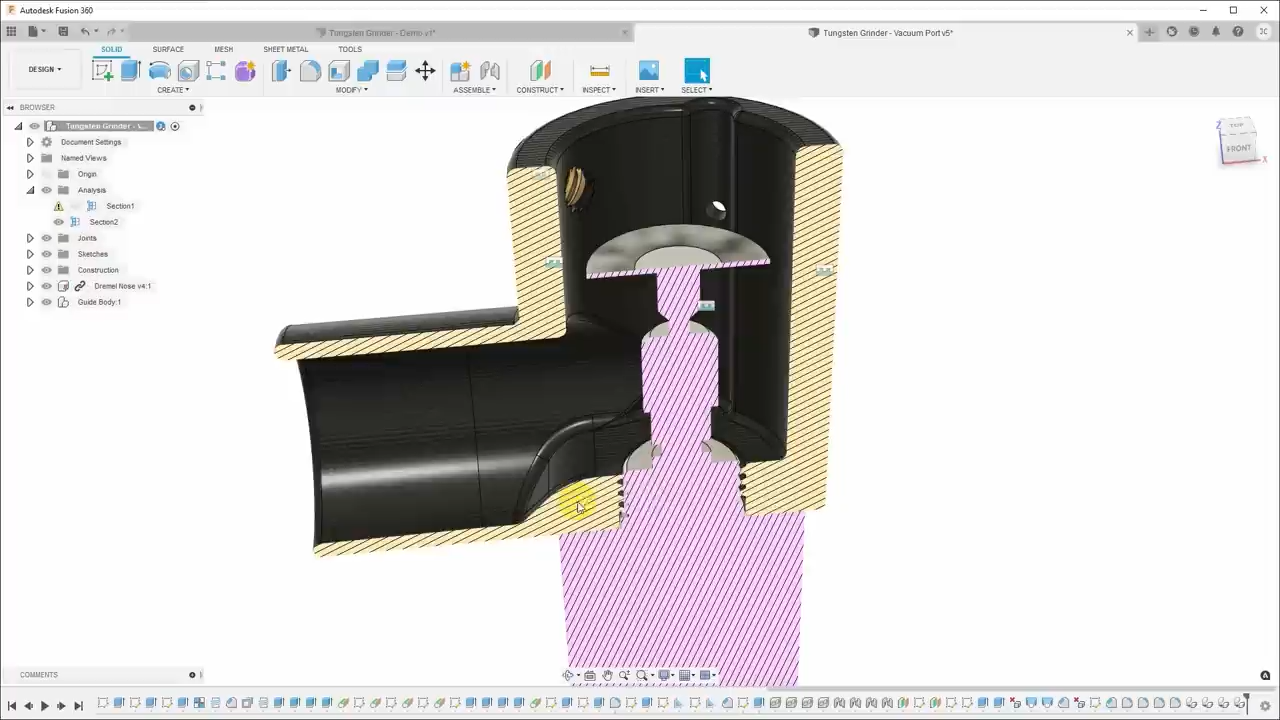 Autodesk Fusion 360
Tungsten Grinder - Demo v1*
Tungsten Grinder - Vacuum Port v5*
SOLID
SURFACE
MESH
SHEET METAL
TOOLS
DESIGN
CREATE
MODIFY
ASSEMBLE
CONSTRUCT
INSPECT
INSERT
SELECT
BROWSER
Tungsten Grinder - V...
Document Settings
Named Views
Origin
Analysis
Section1
Section2
Joints
Sketches
Construction
Dremel Nose v4:1
Guide Body:1
TOP
FRONT
Z
X
COMMENTS